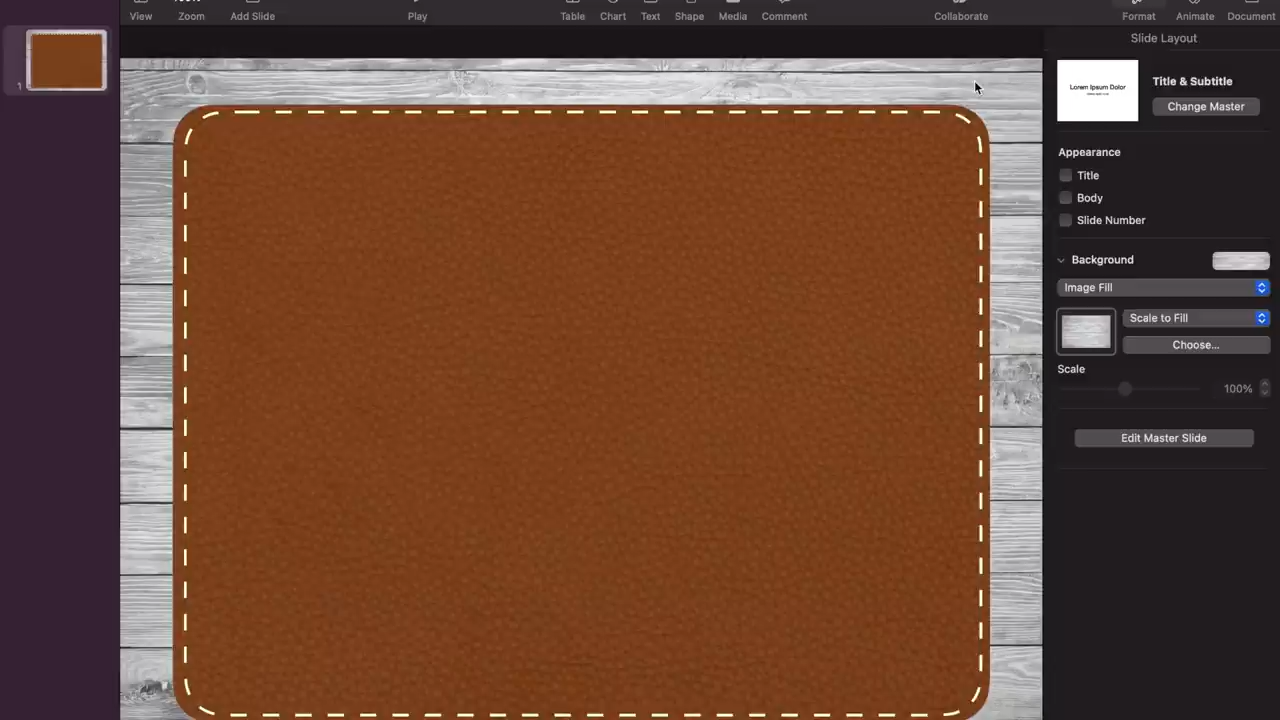 View Zoom Add Slide Play Table Chart Text Shape Media Comment Collaborate Format Animate Document
Slide Layout
Lorem Ipsum Dolor
Title & Subtitle
Change Master
Appearance
Title
Body
Slide Number
Background
Image Fill
Scale to Fill
Choose...
Scale
100%
Edit Master Slide
1